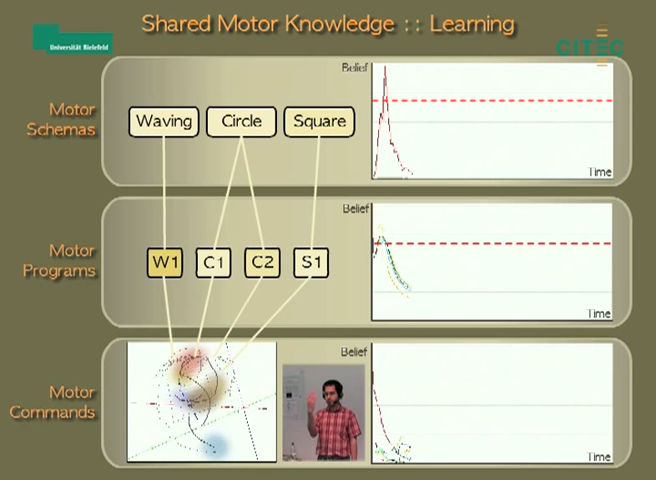 Shared Motor Knowledge :: Learning
Universität Bielefeld
CITEC
Motor
Schemas
Waving
Circle
Square
Belief
Time
Motor
Programs
W1
C1
C2
S1
Belief
Time
Motor
Commands
Belief
Time